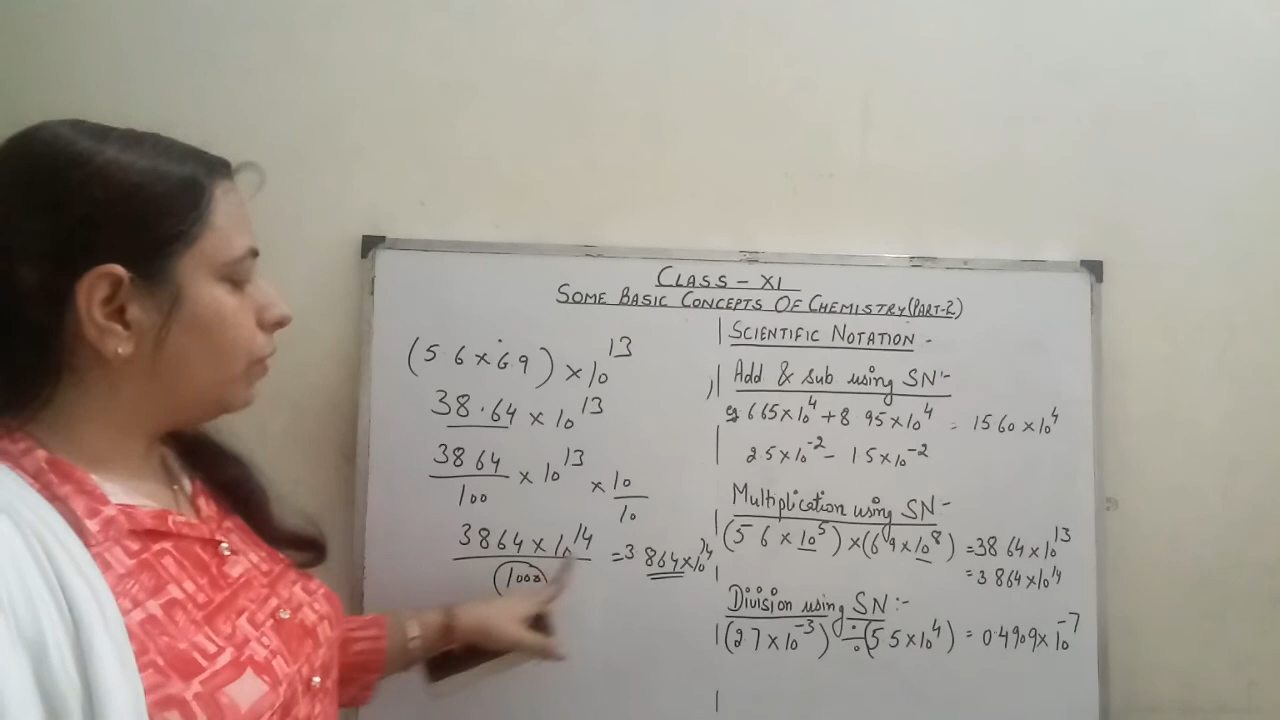 CLASS - XI
SOME BASIC CONCEPTS OF CHEMISTRY (PART-2)
(5.6 × 6.9) × 10^13
38.64 × 10^13
3864/100 × 10^13 × 10/10
3864 × 10^14/1000 = 3.864 × 10^14
SCIENTIFIC NOTATION -
Add & sub using SN:-
eg 6.65 × 10^4 + 8.95 × 10^4 = 15.60 × 10^4
2.5 × 10^-2 - 1.5 × 10^-2
Multiplication using SN -
(5.6 × 10^5) × (6.9 × 10^8) = 38.64 × 10^13
= 3.864 × 10^14
Division using SN:-
(2.7 × 10^-3) ÷ (5.5 × 10^4) = 0.4909 × 10^-7